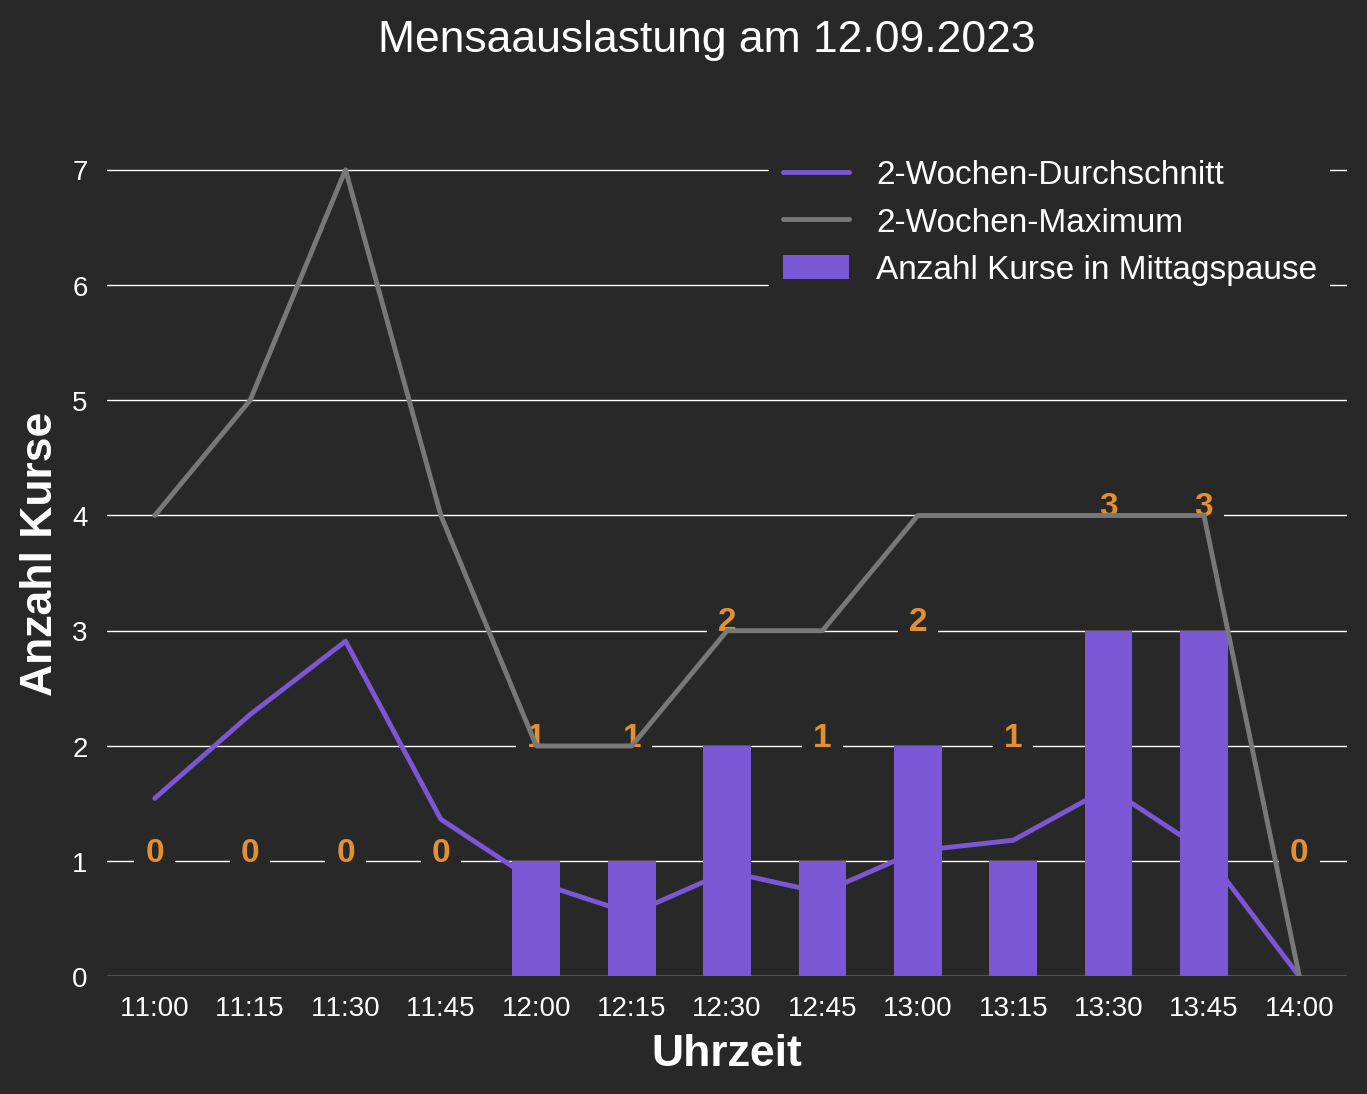 Mensaauslastung am 12.09.2023
2-Wochen-Durchschnitt
2-Wochen-Maximum
Anzahl Kurse in Mittagspause
Anzahl Kurse
7
6
5
4
3
2
1
0
0 0 0 0 1 1 2 1 2 1 3 3 0
11:00 11:15 11:30 11:45 12:00 12:15 12:30 12:45 13:00 13:15 13:30 13:45 14:00
Uhrzeit